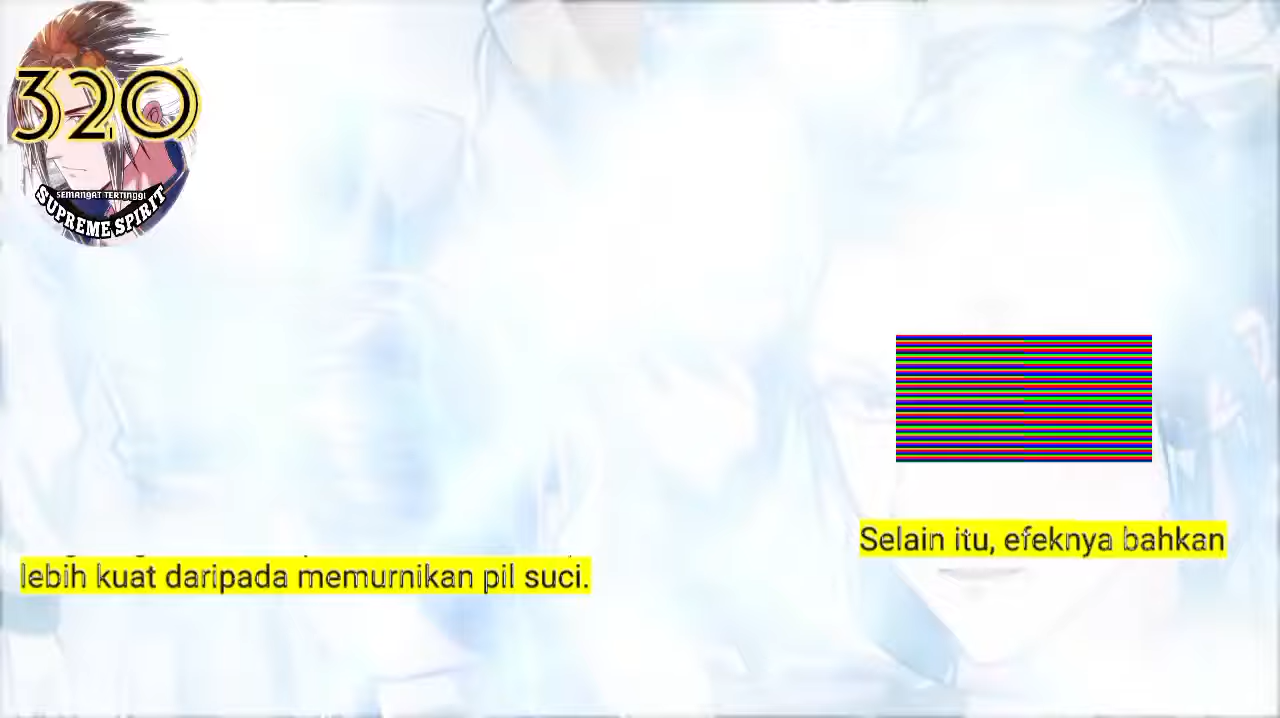 320
SEMANGAT TERTINGGI
SUPREME SPIRIT
Selain itu, efeknya bahkan
lebih kuat daripada memurnikan pil suci.